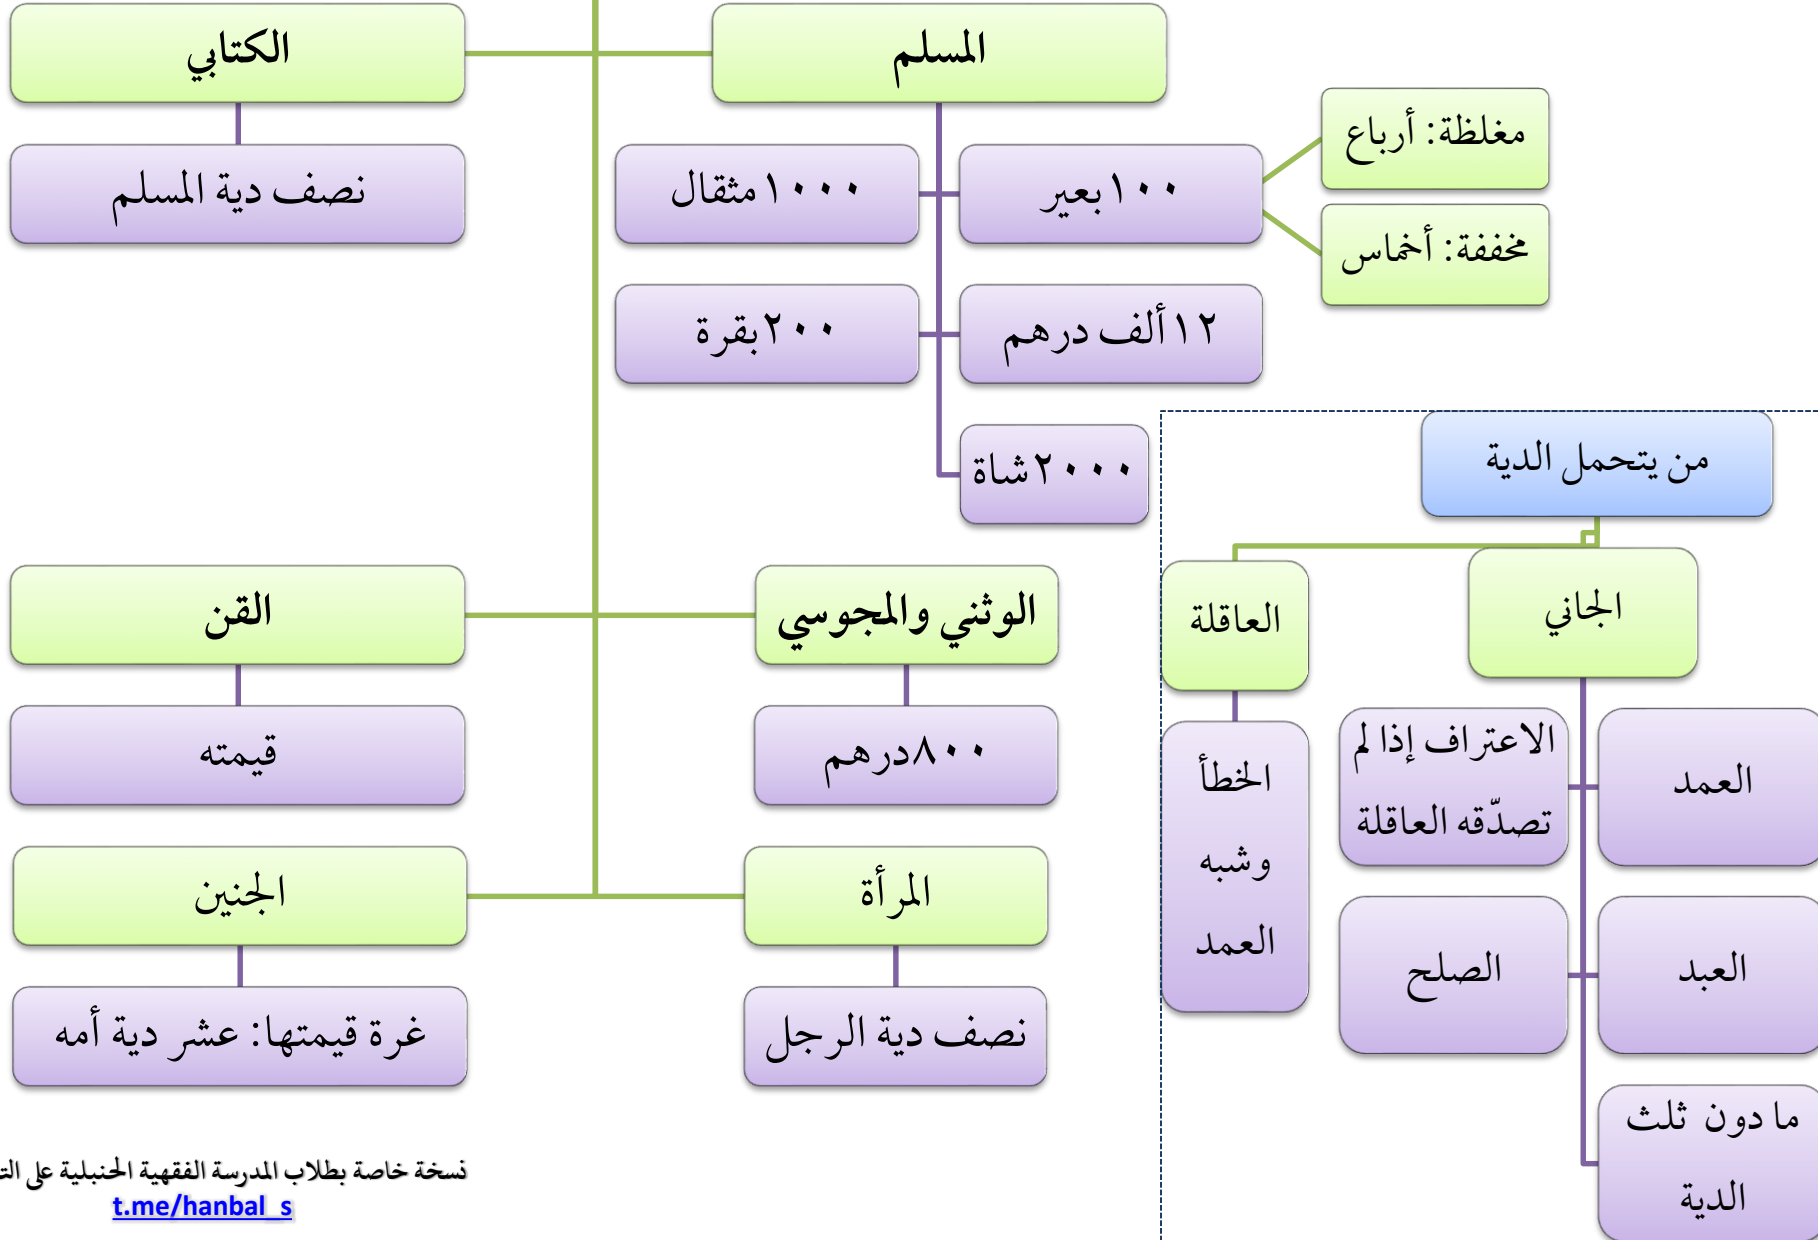 المسلم
الكتابي
مغلظة: أرباع
مخففة: أخماس
١٠٠ بعير
١٠٠٠ مثقال
نصف دية المسلم
١٢ ألف درهم
٢٠٠ بقرة
٢٠٠٠ شاة
الوثني والمجوسي
القن
٨٠٠ درهم
قيمته
المرأة
الجنين
نصف دية الرجل
غرة قيمتها: عشر دية أمه
من يتحمل الدية
الجاني
العاقلة
العمد
الاعتراف إذا لم
تصدّقه العاقلة
العبد
الصلح
ما دون ثلث
الدية
الخطأ
وشبه
العمد
نسخة خاصة بطلاب المدرسة الفقهية الحنبلية على
t.me/hanbal_s